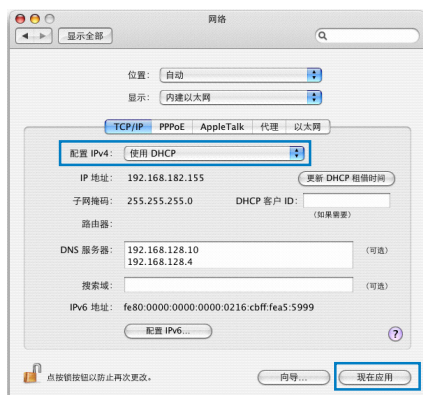 网络
显示全部
位置: 自动
显示: 内建以太网
TCP/IP PPPoE AppleTalk 代理 以太网
配置 IPv4: 使用 DHCP
IP 地址: 192.168.182.155 更新 DHCP 租借时间
子网掩码: 255.255.255.0 DHCP 客户 ID:
(如果需要)
路由器:
DNS 服务器: 192.168.128.10 (可选)
192.168.128.4
搜索域: (可选)
IPv6 地址: fe80:0000:0000:0000:0216:cbff:fea5:5999
配置 IPv6... ?
点按锁按钮以防止再次更改。 向导... 现在应用